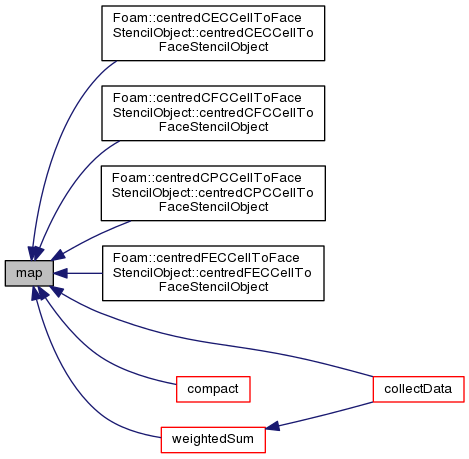 Foam::centredCECCellToFace
StencilObject::centredCECCellTo
FaceStencilObject
Foam::centredCFCCellToFace
StencilObject::centredCFCCellTo
FaceStencilObject
Foam::centredCPCCellToFace
StencilObject::centredCPCCellTo
FaceStencilObject
map
Foam::centredFECCellToFace
StencilObject::centredFECCellTo
FaceStencilObject
compact
collectData
weightedSum